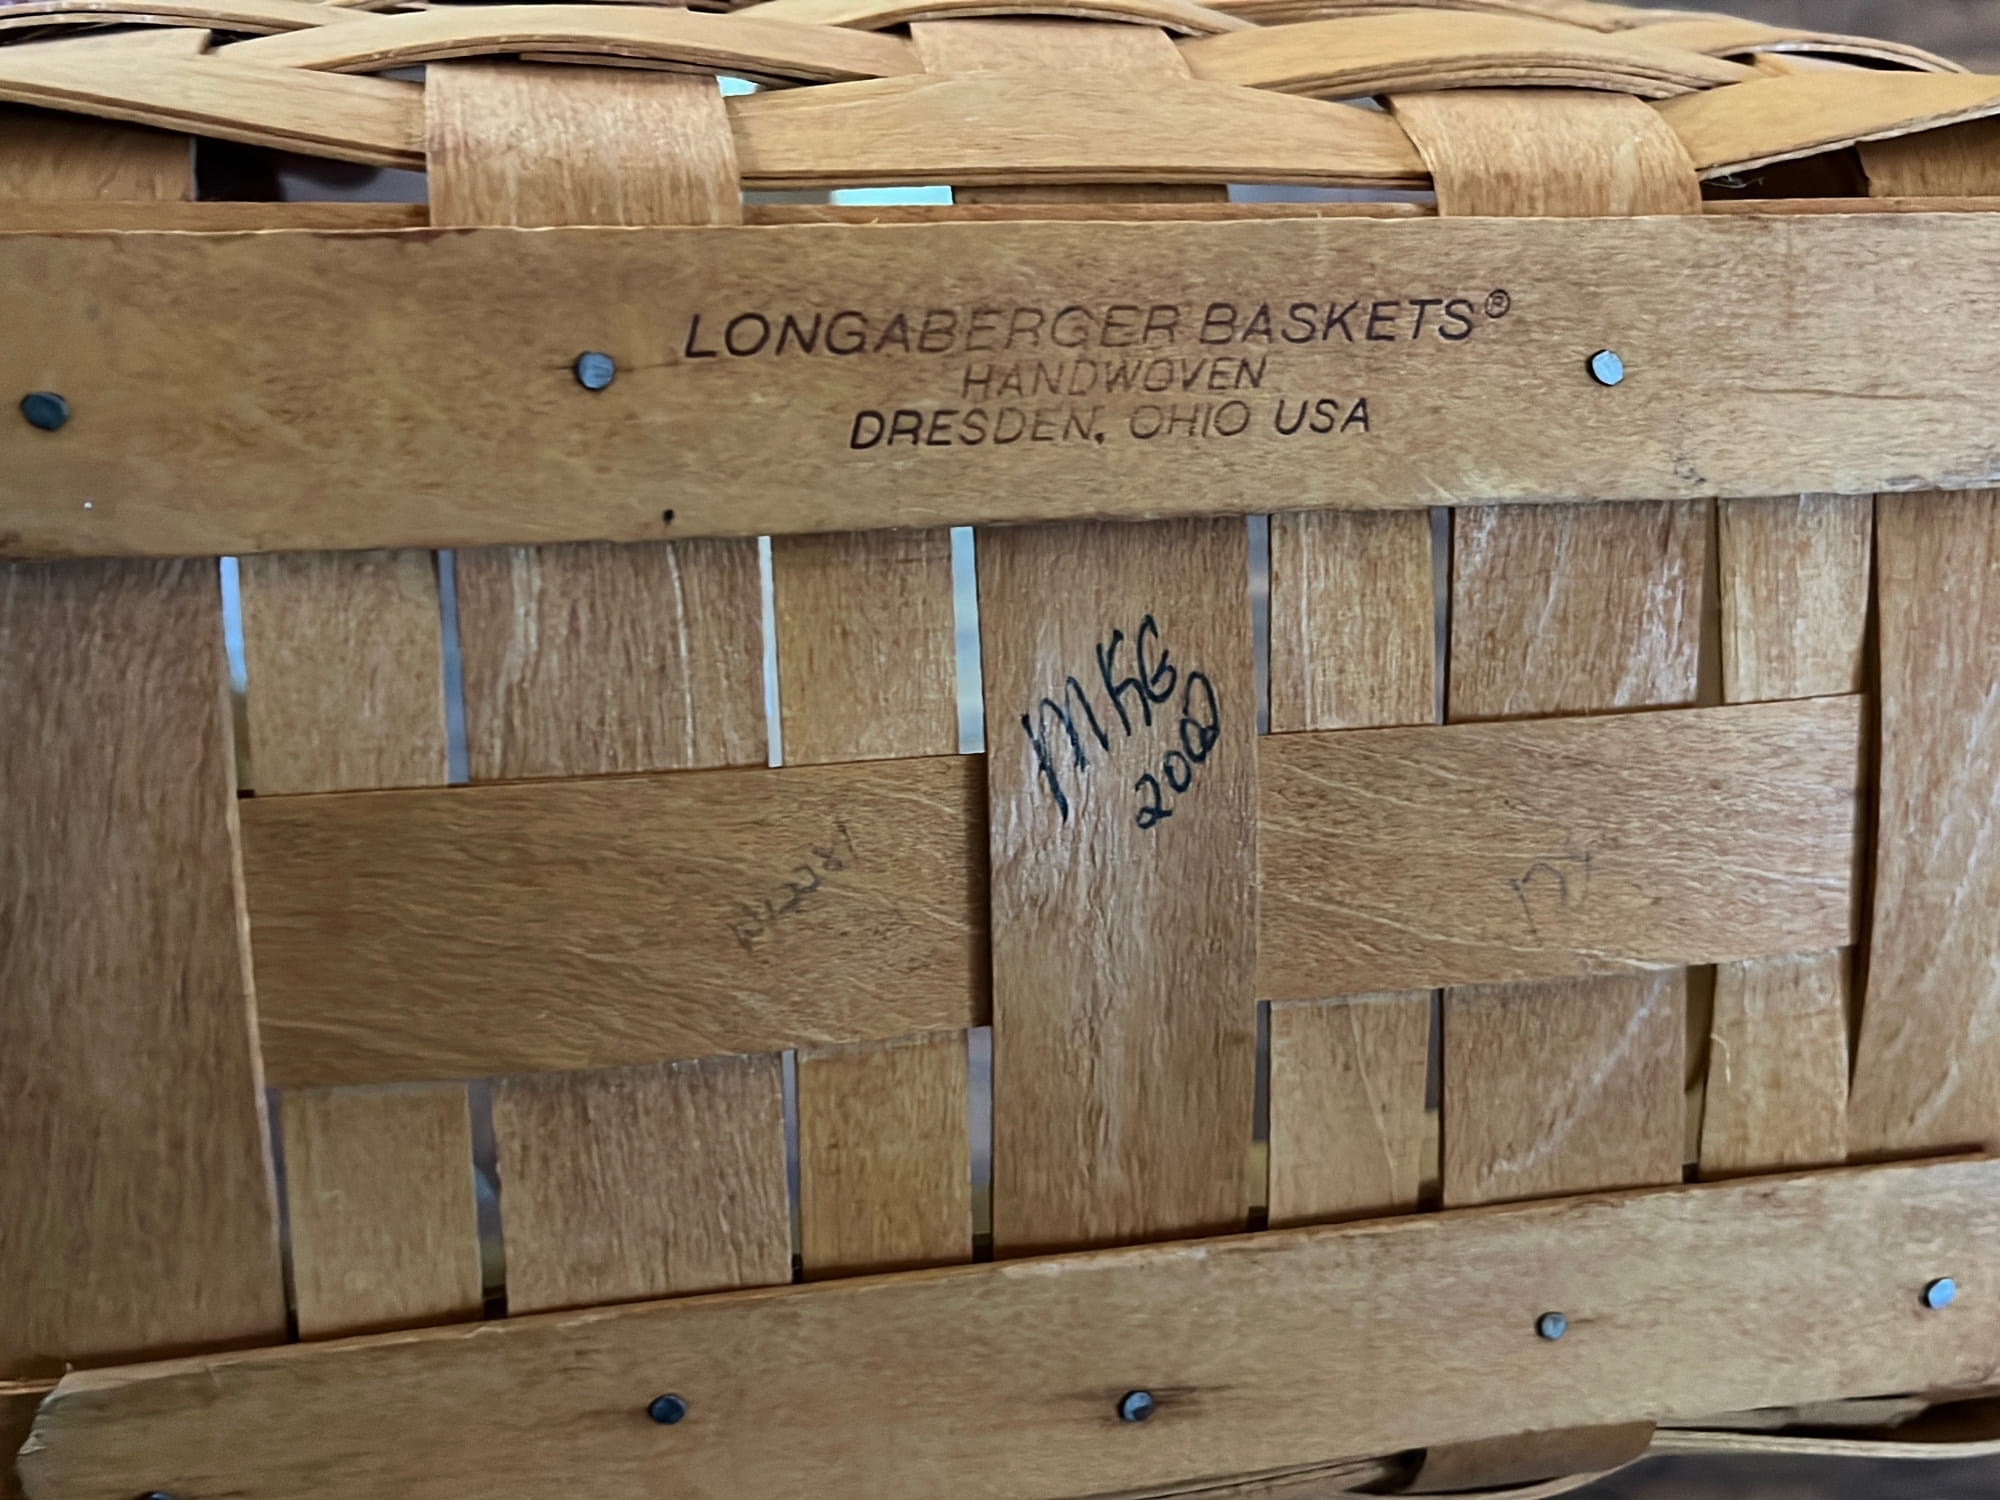 LONGABERGER BASKETS®
HANDWOVEN
DRESDEN, OHIO USA
MKG
2002